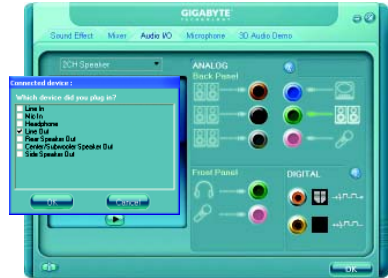 GIGABYTE
TECHNOLOGY
Sound Effect
Mixer
Audio I/O
Microphone
3D Audio Demo
2CH Speaker
ANALOG
Back Panel
Connected device :
Which device did you plug in?
Line In
Mic In
Headphone
Line Out
Rear Speaker Out
Center/Subwoofer Speaker Out
Side Speaker Out
OK
Cancel
Front Panel
DIGITAL
OK